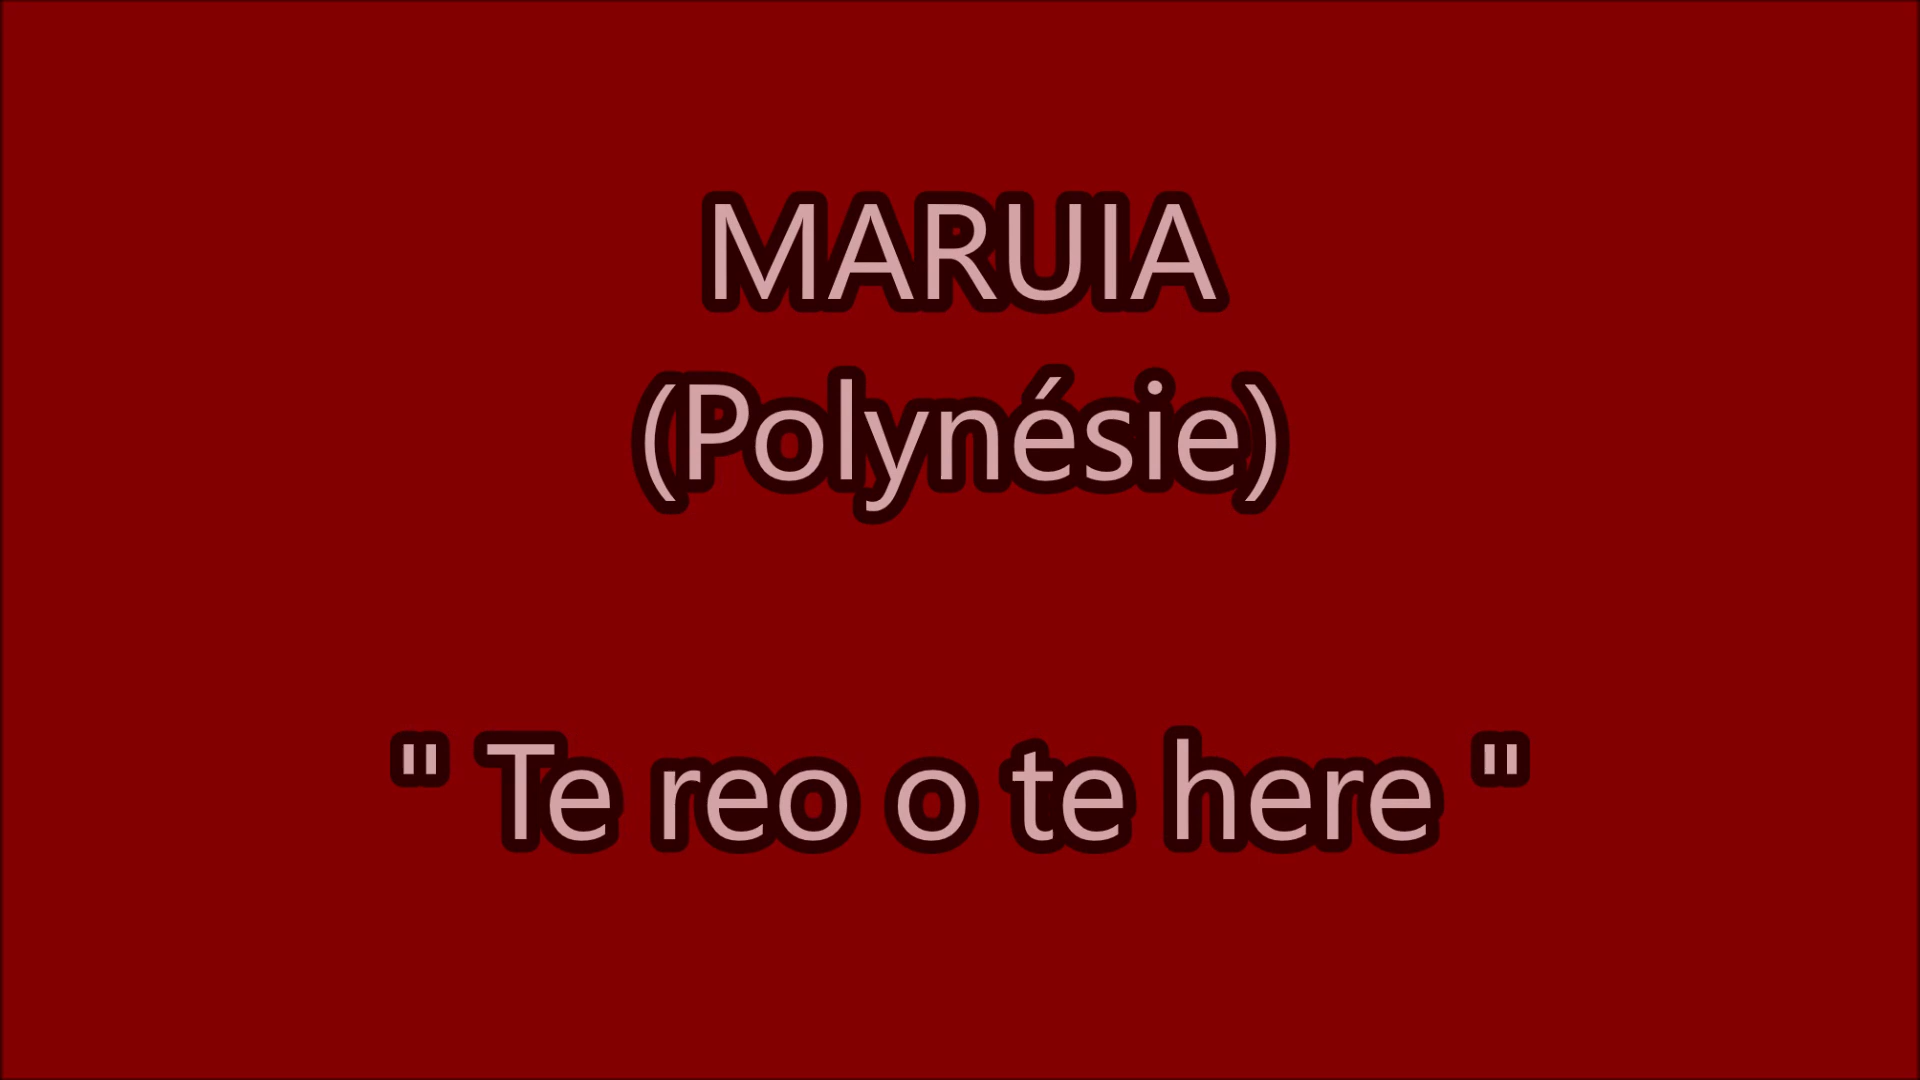 MARUIA
(Polynésie)
" Te reo o te here "